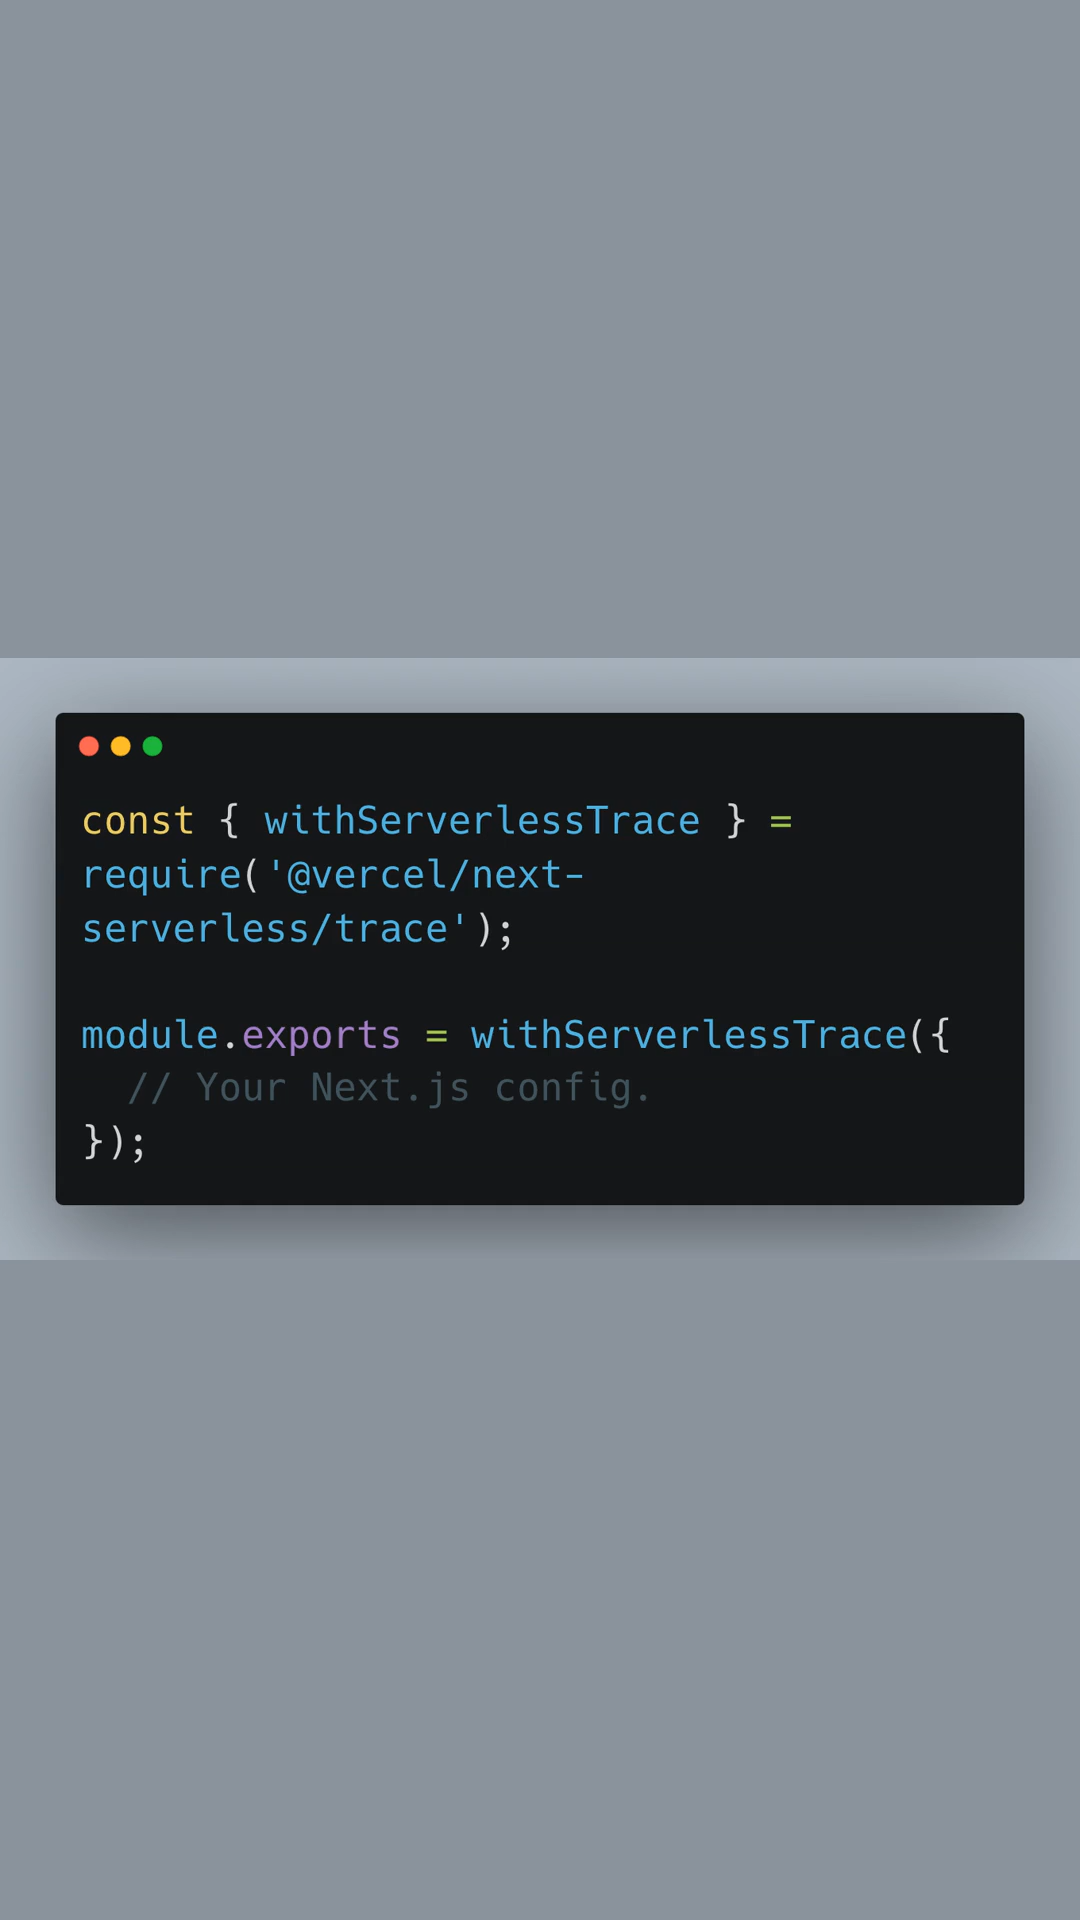 const { withServerlessTrace } =
require('@vercel/next-
serverless/trace');
module.exports = withServerlessTrace({
// Your Next.js config.
});